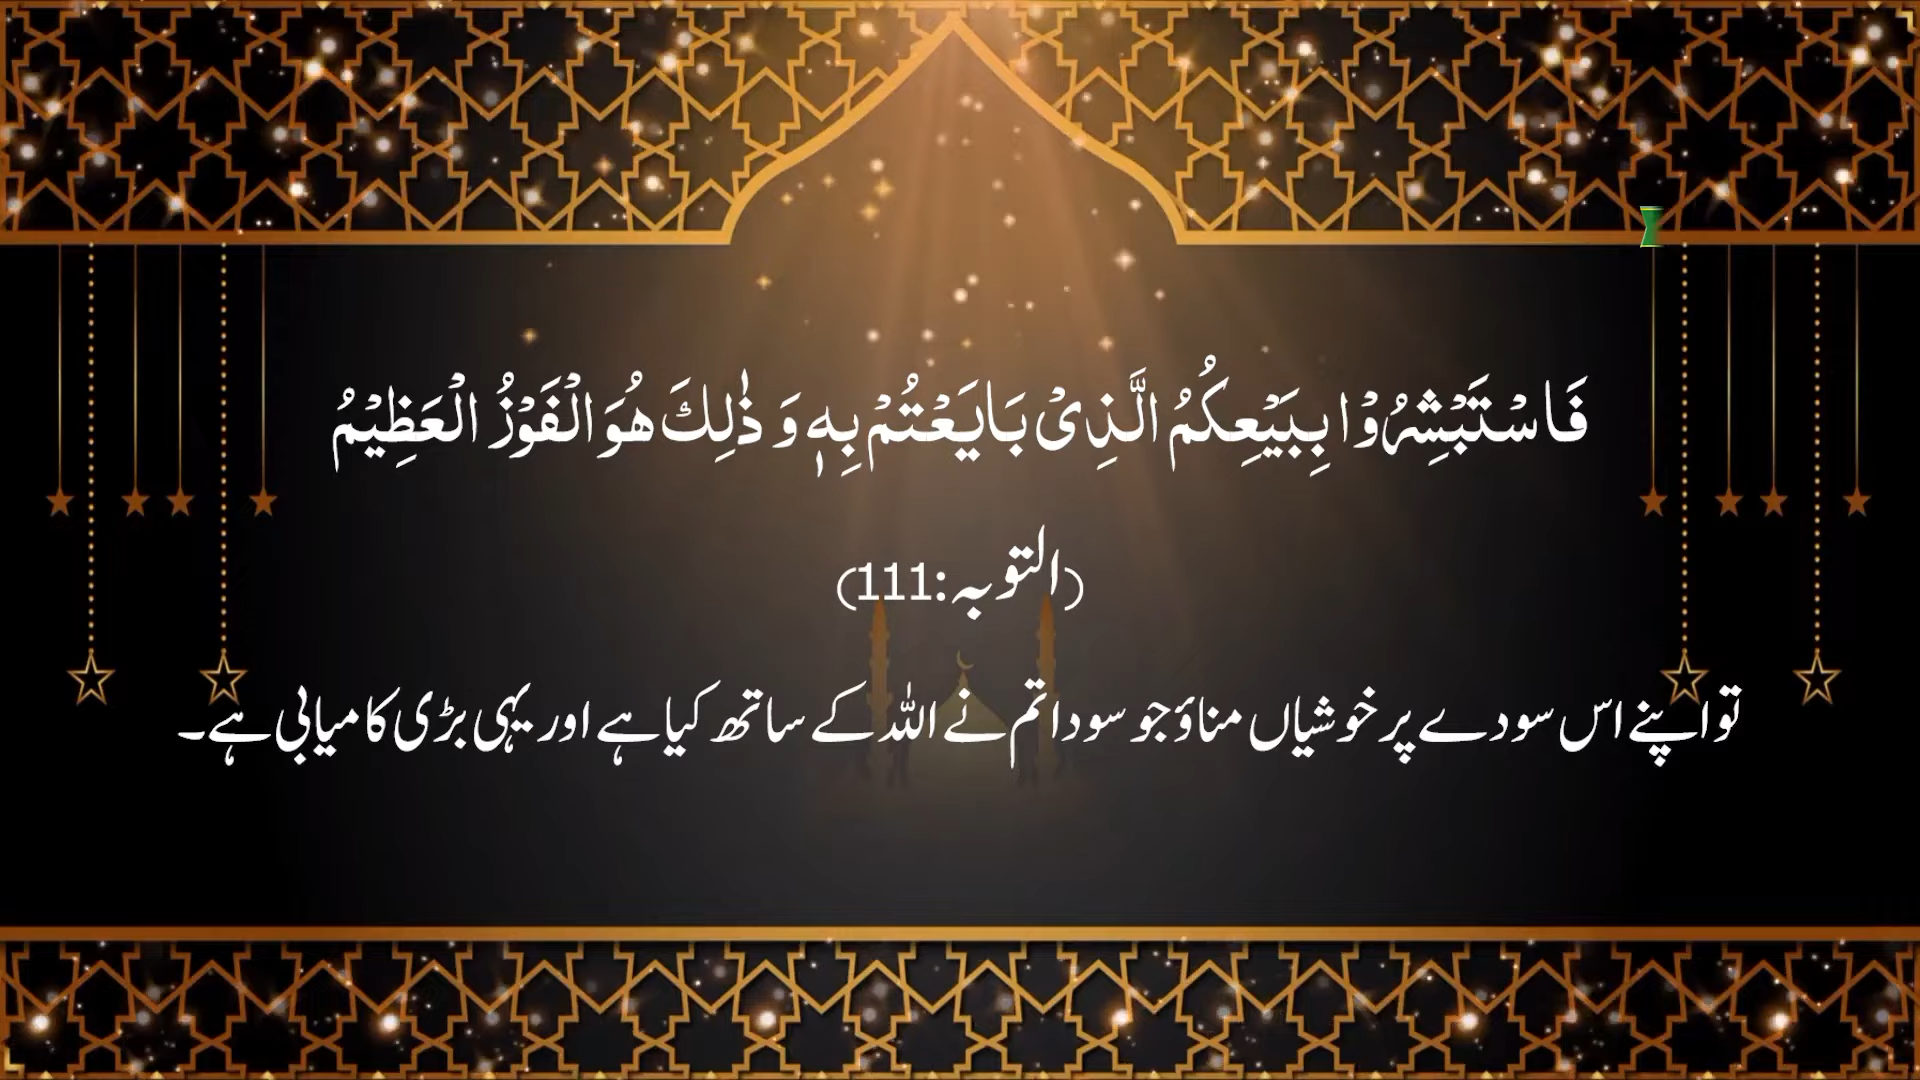 فَاسْتَبْشِرُوْا بِبَيْعِكُمُ الَّذِیْ بَایَعْتُمْ بِهٖ وَ ذٰلِكَ هُوَ الْفَوْزُ الْعَظِیْمُ
(التوبہ:111)
تو اپنے اس سودے پر خوشیاں مناؤ جو سودا تم نے اللہ کے ساتھ کیا ہے اور یہی بڑی کامیابی ہے۔